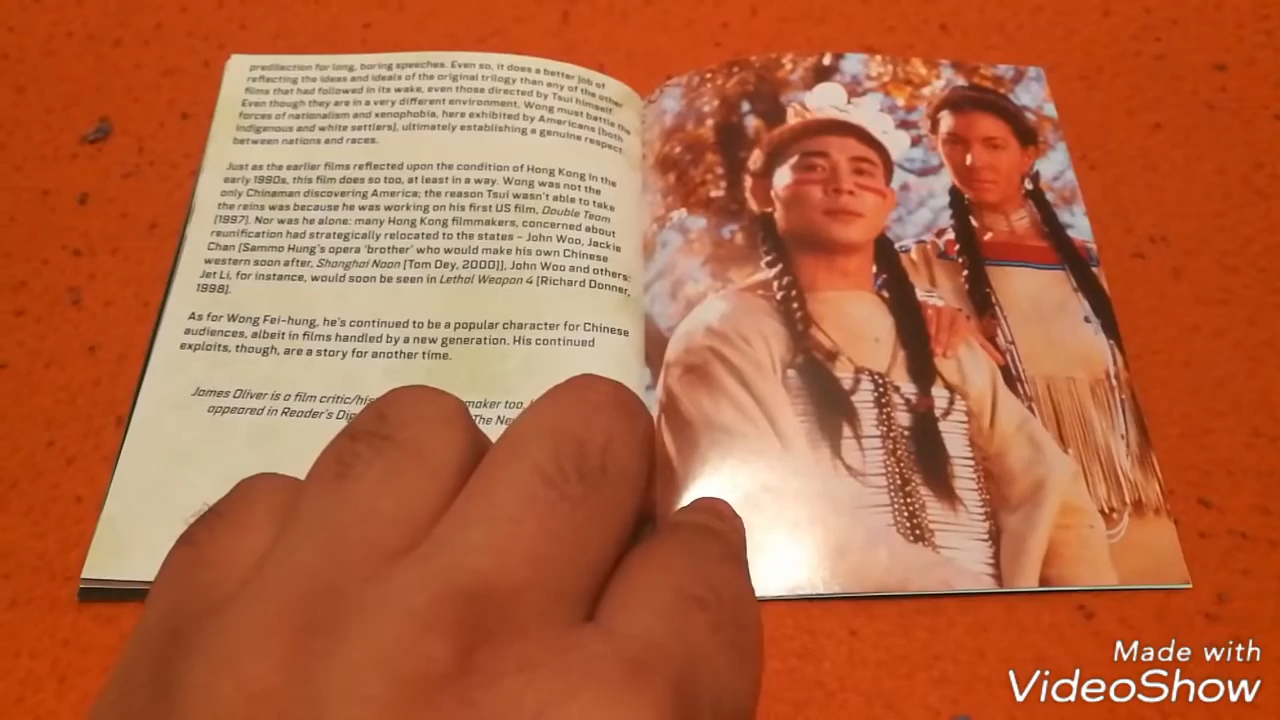 predilection for long, boring speeches. Even so, it does a better job of
reflecting the ideas and ideals of the original trilogy than any of the other
films that had followed in its wake, even those directed by Tsui himself.
Even though they are in a very different environment, Wong must battle the
forces of nationalism and xenophobia, here exhibited by Americans (both
indigenous and white settlers), ultimately establishing a genuine respect
between nations and races.
Just as the earlier films reflected upon the condition of Hong Kong in the
early 1990s, this film does so too, at least in a way. Wong was not the
only Chinaman discovering America; the reason Tsui wasn't able to take
the reins was because he was working on his first US film, Double Team
(1997). Nor was he alone: many Hong Kong filmmakers, concerned about
reunification had strategically relocated to the states – John Woo, Jackie
Chan (Sammo Hung's opera 'brother' who would make his own Chinese
western soon after, Shanghai Noon (Tom Dey, 2000)), John Woo and others;
Jet Li, for instance, would soon be seen in Lethal Weapon 4 (Richard Donner,
1998).
As for Wong Fei-hung, he's continued to be a popular character for Chinese
audiences, albeit in films handled by a new generation. His continued
exploits, though, are a story for another time.
James Oliver is a film critic/his maker too.
appeared in Reader's Dig The Ne
Made with
VideoShow